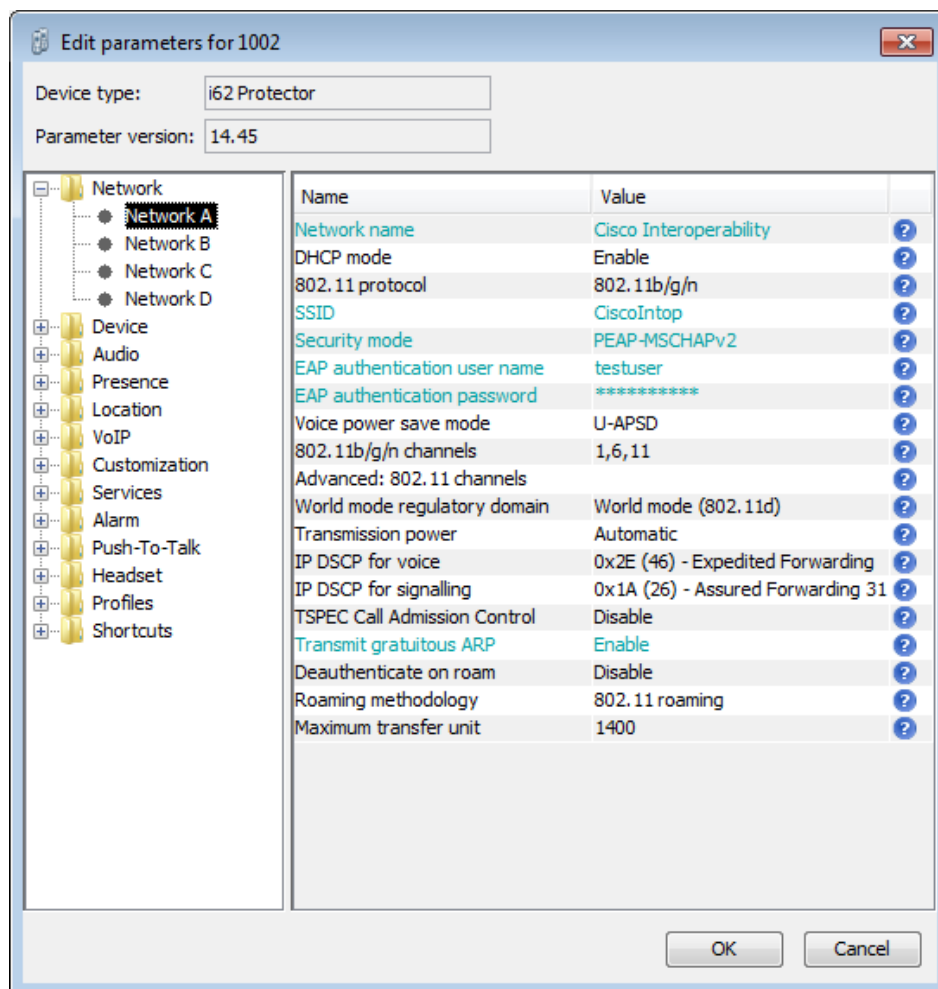 Edit parameters for 1002
Device type: i62 Protector
Parameter version: 14.45
Network
Network A
Network B
Network C
Network D
Device
Audio
Presence
Location
VoIP
Customization
Services
Alarm
Push-To-Talk
Headset
Profiles
Shortcuts
Name Value
Network name Cisco Interoperability
DHCP mode Enable
802.11 protocol 802.11b/g/n
SSID CiscoIntop
Security mode PEAP-MSCHAPv2
EAP authentication user name testuser
EAP authentication password **********
Voice power save mode U-APSD
802.11b/g/n channels 1,6,11
Advanced: 802.11 channels
World mode regulatory domain World mode (802.11d)
Transmission power Automatic
IP DSCP for voice 0x2E (46) - Expedited Forwarding
IP DSCP for signalling 0x1A (26) - Assured Forwarding 31
TSPEC Call Admission Control Disable
Transmit gratuitous ARP Enable
Deauthenticate on roam Disable
Roaming methodology 802.11 roaming
Maximum transfer unit 1400
OK Cancel